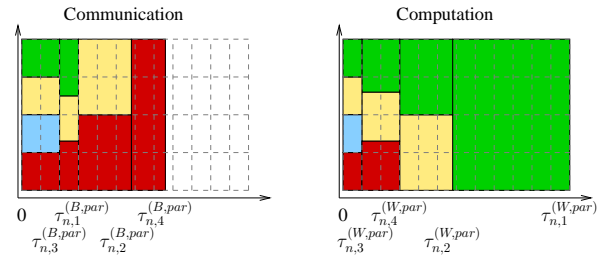 Communication Computation
0 τ_{n,1}^{(B,par)} τ_{n,4}^{(B,par)} 0 τ_{n,4}^{(W,par)} τ_{n,1}^{(W,par)}
τ_{n,3}^{(B,par)} τ_{n,2}^{(B,par)} τ_{n,3}^{(W,par)} τ_{n,2}^{(W,par)}